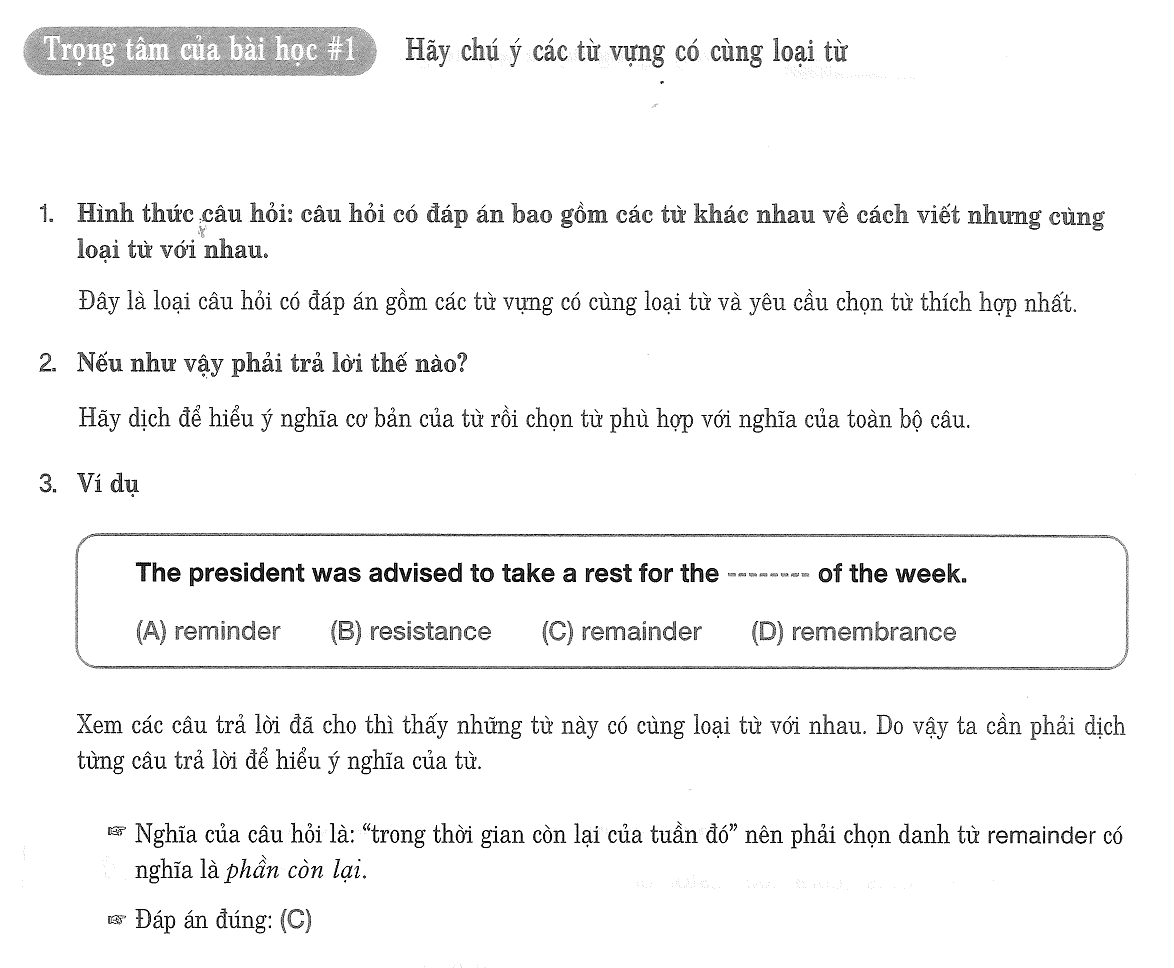 Trọng tâm của bài học #1 Hãy chú ý các từ vựng có cùng loại từ
1. Hình thức câu hỏi: câu hỏi có đáp án bao gồm các từ khác nhau về cách viết nhưng cùng
loại từ với nhau.
Đây là loại câu hỏi có đáp án gồm các từ vựng có cùng loại từ và yêu cầu chọn từ thích hợp nhất.
2. Nếu như vậy phải trả lời thế nào?
Hãy dịch để hiểu ý nghĩa cơ bản của từ rồi chọn từ phù hợp với nghĩa của toàn bộ câu.
3. Ví dụ
The president was advised to take a rest for the -------- of the week.
(A) reminder (B) resistance (C) remainder (D) remembrance
Xem các câu trả lời đã cho thì thấy những từ này có cùng loại từ với nhau. Do vậy ta cần phải dịch
từng câu trả lời để hiểu ý nghĩa của từ.
☞ Nghĩa của câu hỏi là: “trong thời gian còn lại của tuần đó” nên phải chọn danh từ remainder có
nghĩa là phần còn lại.
☞ Đáp án đúng: (C)